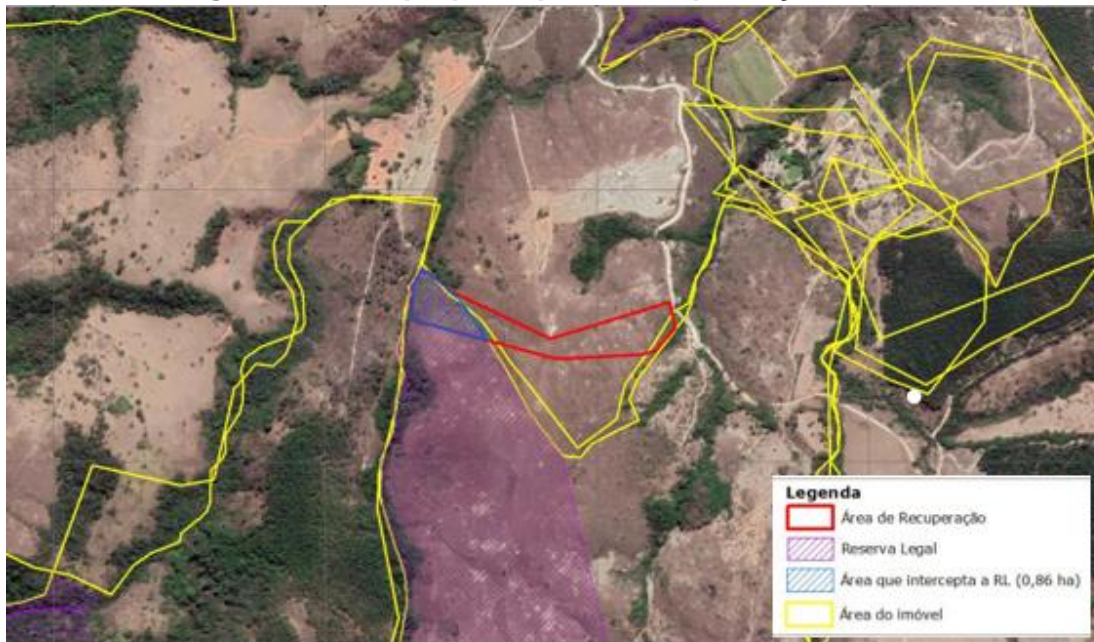 Legenda
Área de Recuperação
Reserva Legal
Área que intercepta a RL (0,86 ha)
Área do Imóvel